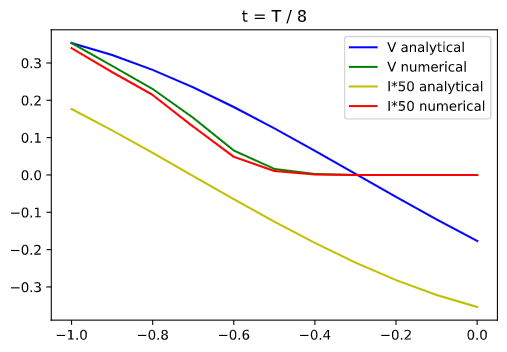 t = T / 8
V analytical
V numerical
I*50 analytical
I*50 numerical
0.3
0.2
0.1
0.0
−0.1
−0.2
−0.3
−1.0 −0.8 −0.6 −0.4 −0.2 0.0